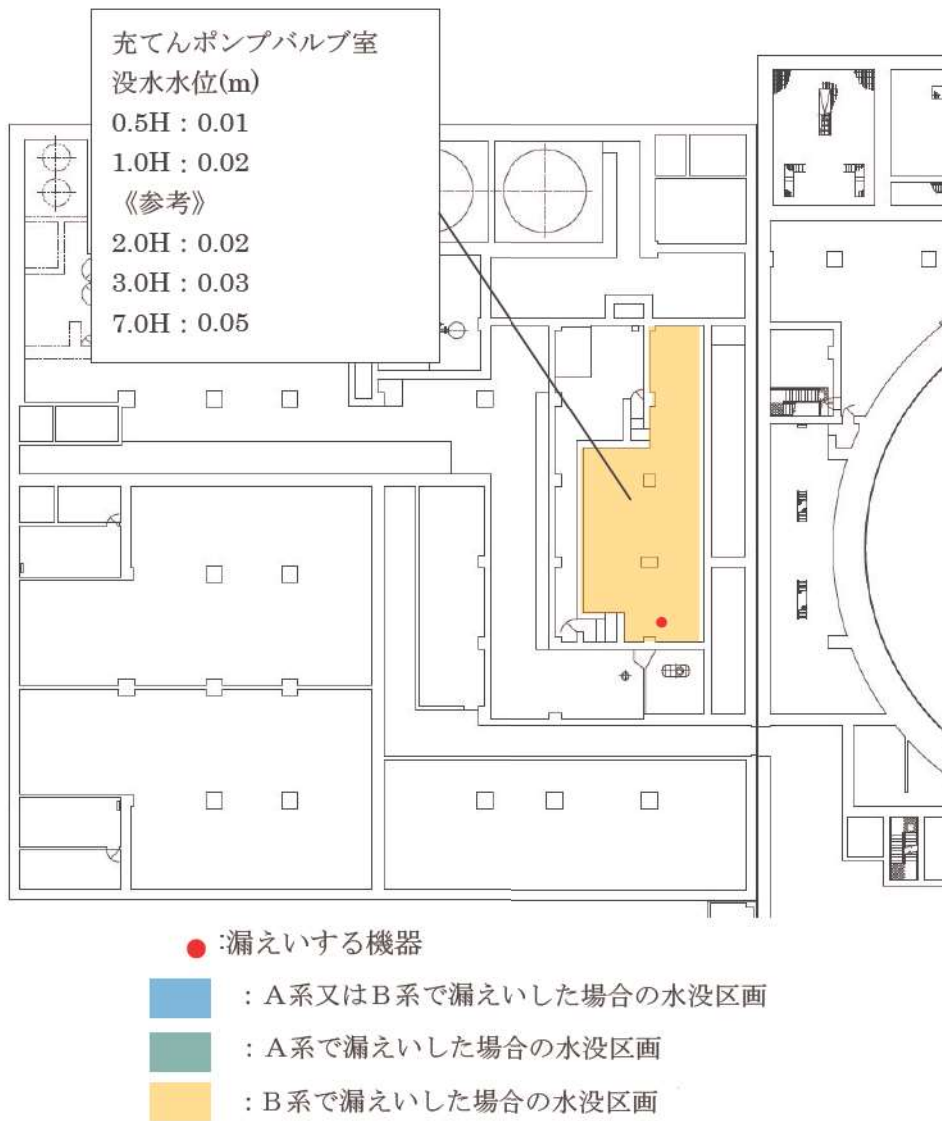 充てんポンプバルブ室
没水水位(m)
0.5H：0.01
1.0H：0.02
《参考》
2.0H：0.02
3.0H：0.03
7.0H：0.05
:漏えいする機器
：A系又はB系で漏えいした場合の水没区画
：A系で漏えいした場合の水没区画
：B系で漏えいした場合の水没区画